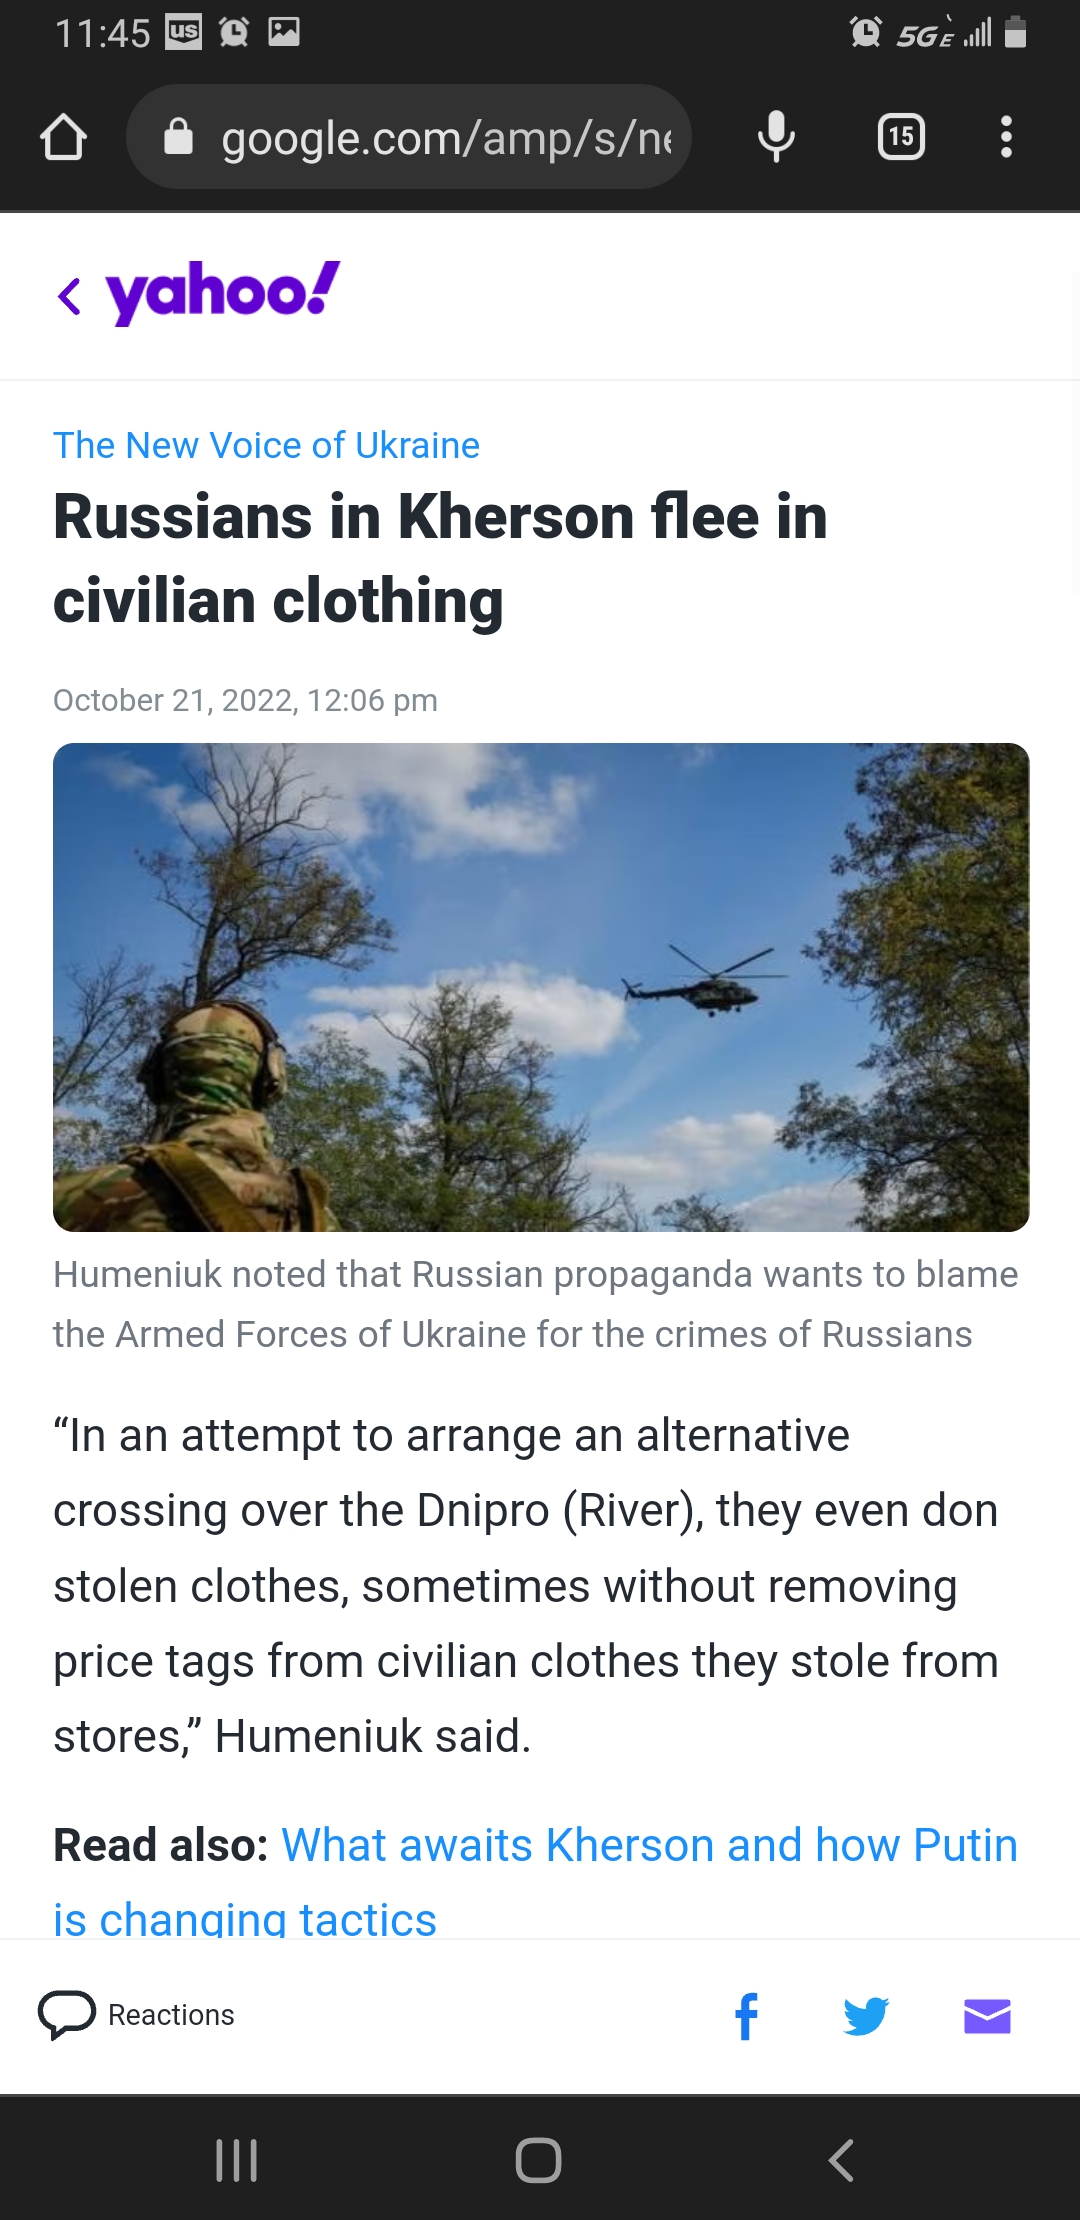 11:45 us 5GE
google.com/amp/s/ne 15
yahoo!
The New Voice of Ukraine
Russians in Kherson flee in
civilian clothing
October 21, 2022, 12:06 pm
Humeniuk noted that Russian propaganda wants to blame
the Armed Forces of Ukraine for the crimes of Russians
“In an attempt to arrange an alternative
crossing over the Dnipro (River), they even don
stolen clothes, sometimes without removing
price tags from civilian clothes they stole from
stores,” Humeniuk said.
Read also: What awaits Kherson and how Putin
is changing tactics
Reactions